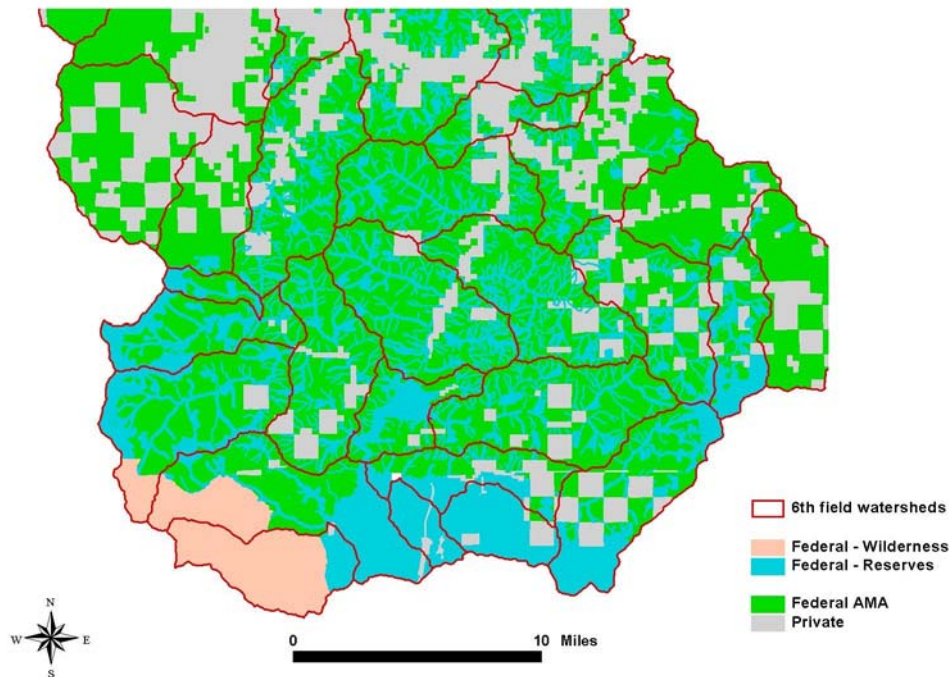 6th field watersheds
Federal - Wilderness
Federal - Reserves
Federal AMA
Private
N
W E
S
0 10 Miles